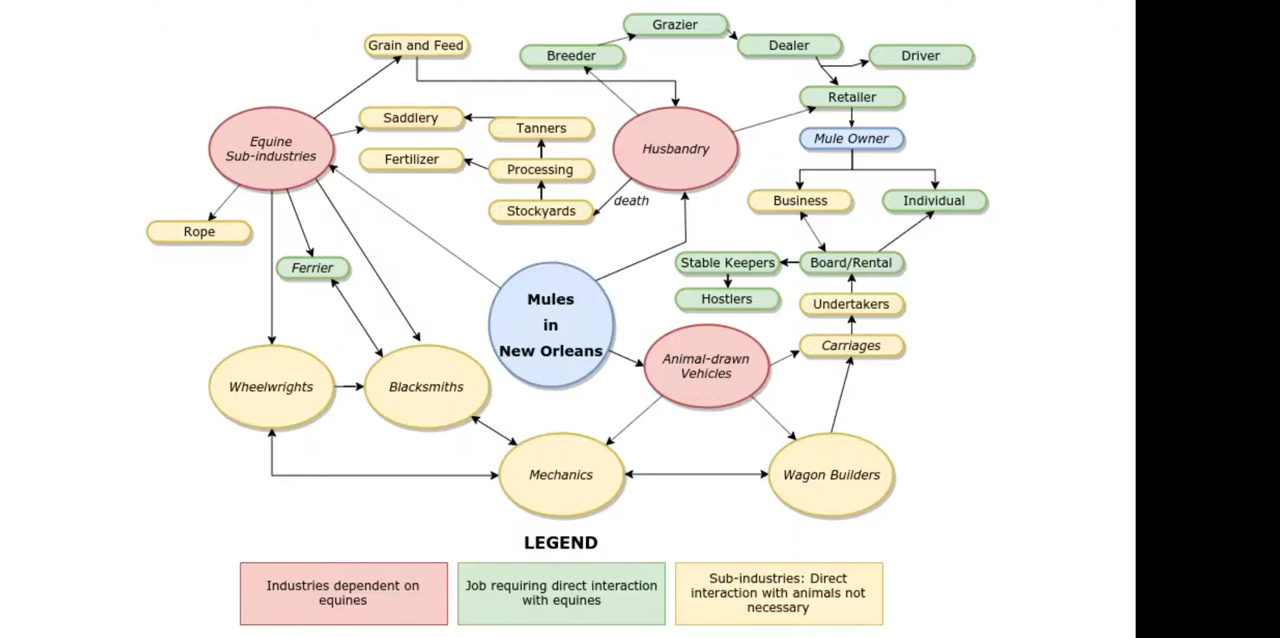 Grazier
Grain and Feed
Dealer
Breeder
Driver
Retailer
Saddlery
Tanners
Equine
Sub-industries
Husbandry
Mule Owner
Fertilizer
Processing
death
Stockyards
Business
Individual
Rope
Ferrier
Stable Keepers
Board/Rental
Hostlers
Undertakers
Mules
in
New Orleans
Carriages
Animal-drawn
Vehicles
Wheelwrights
Blacksmiths
Mechanics
Wagon Builders
LEGEND
Industries dependent on
equines
Job requiring direct interaction
with equines
Sub-industries: Direct
interaction with animals not
necessary